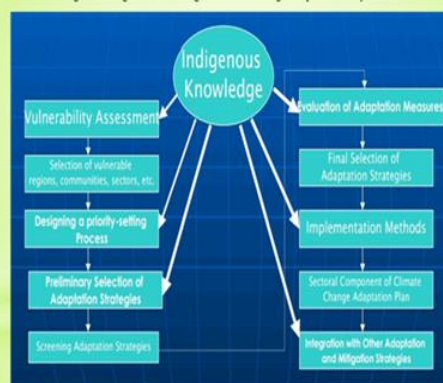 Indigenous
Knowledge
Vulnerability Assessment
Selection of vulnerable
regions, communities, sectors, etc.
Designing a priority-setting
Process
Preliminary Selection of
Adaptation Strategies
Screening Adaptation Strategies
Evaluation of Adaptation Measures
Final Selection of
Adaptation Strategies
Implementation Methods
Sectoral Component of Climate
Change Adaptation Plan
Integration with Other Adaptation
and Mitigation Strategies